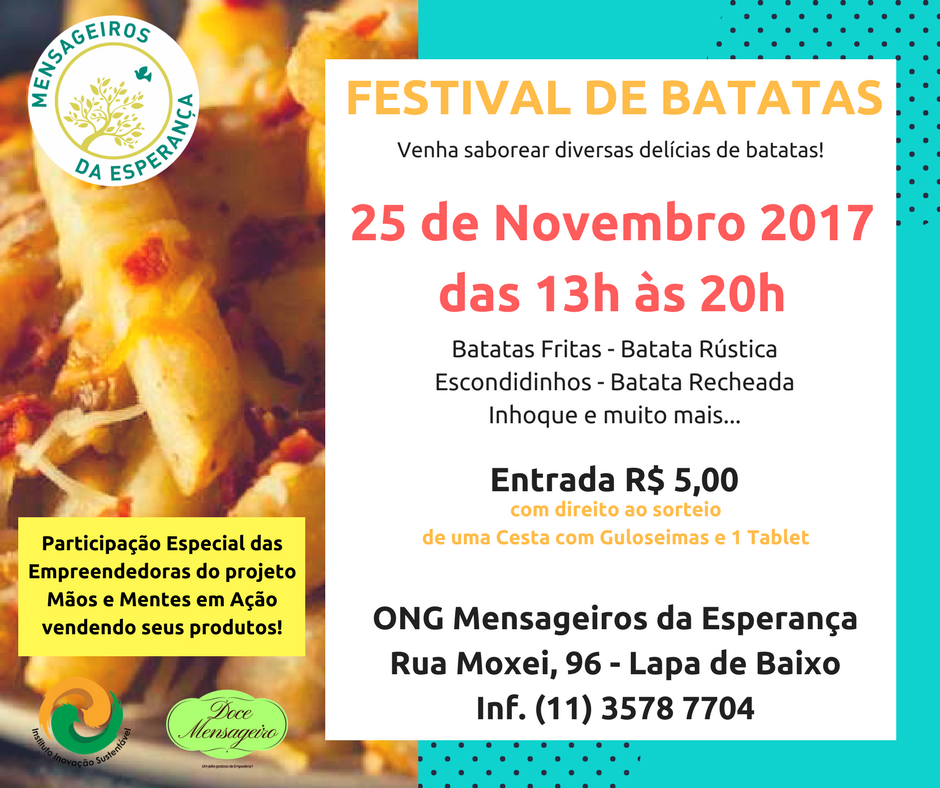 MENSAGEIROS
DA ESPERANÇA
FESTIVAL DE BATATAS
Venha saborear diversas delícias de batatas!
25 de Novembro 2017
das 13h às 20h
Batatas Fritas - Batata Rústica
Escondidinhos - Batata Recheada
Inhoque e muito mais...
Entrada R$ 5,00
com direito ao sorteio
de uma Cesta com Guloseimas e 1 Tablet
ONG Mensageiros da Esperança
Rua Moxei, 96 - Lapa de Baixo
Inf. (11) 3578 7704
Participação Especial das
Empreendedoras do projeto
Mãos e Mentes em Ação
vendendo seus produtos!
Instituto Inovação Sustentável
Doce
Mensageiro